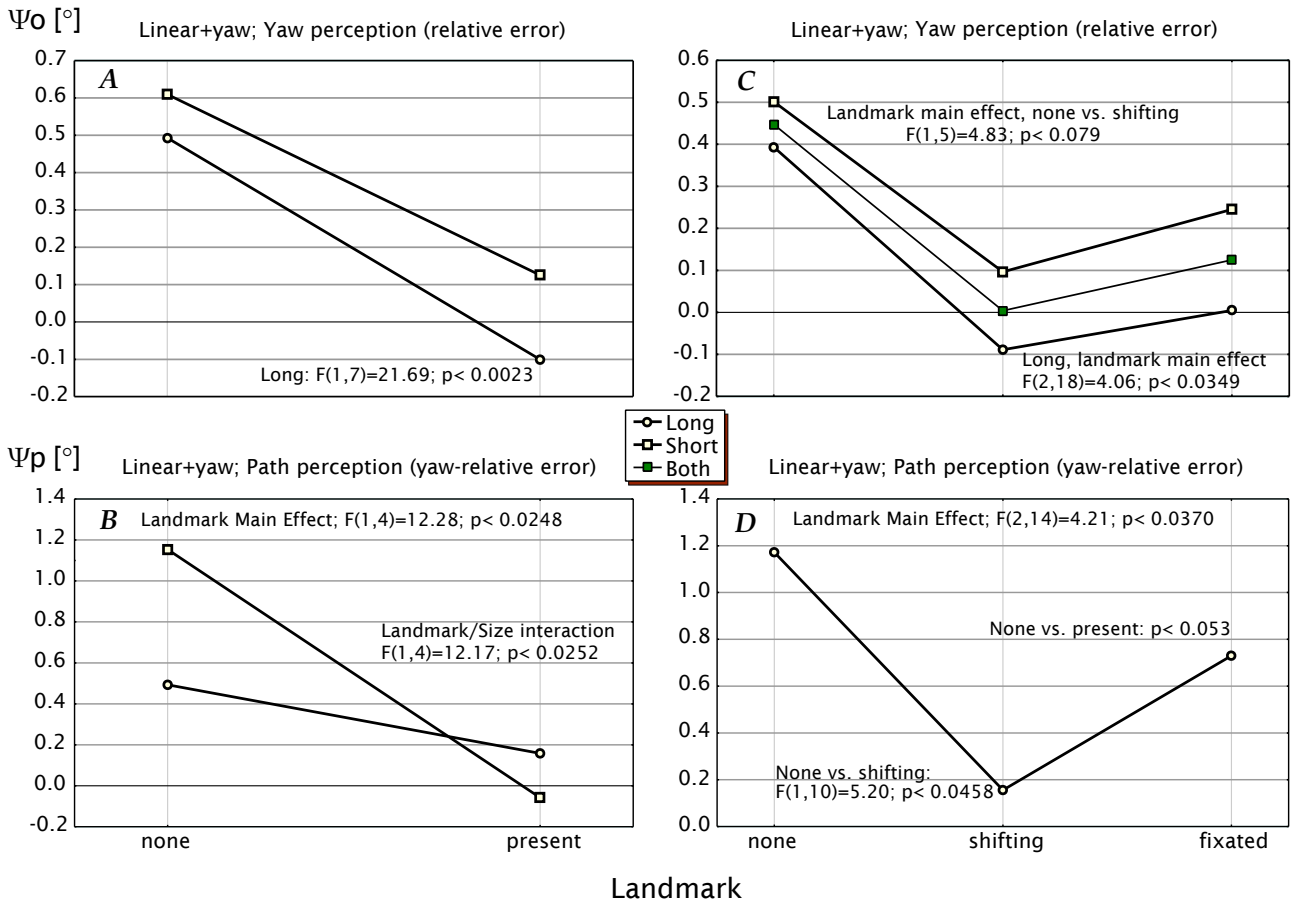 Ψo [°]
Linear+yaw; Yaw perception (relative error)
0.7
0.6
0.5
0.4
0.3
0.2
0.1
0.0
-0.1
-0.2
A
Long: F(1,7)=21.69; p< 0.0023
Linear+yaw; Yaw perception (relative error)
0.6
0.5
0.4
0.3
0.2
0.1
0.0
-0.1
-0.2
C
Landmark main effect, none vs. shifting
F(1,5)=4.83; p< 0.079
Long, landmark main effect
F(2,18)=4.06; p< 0.0349
Long
Short
Both
Ψp [°]
Linear+yaw; Path perception (yaw-relative error)
1.4
1.2
1.0
0.8
0.6
0.4
0.2
0.0
-0.2
B
Landmark Main Effect; F(1,4)=12.28; p< 0.0248
Landmark/Size interaction
F(1,4)=12.17; p< 0.0252
none
present
Linear+yaw; Path perception (yaw-relative error)
1.4
1.2
1.0
0.8
0.6
0.4
0.2
0.0
D
Landmark Main Effect; F(2,14)=4.21; p< 0.0370
None vs. present: p< 0.053
None vs. shifting:
F(1,10)=5.20; p< 0.0458
none
shifting
fixated
Landmark